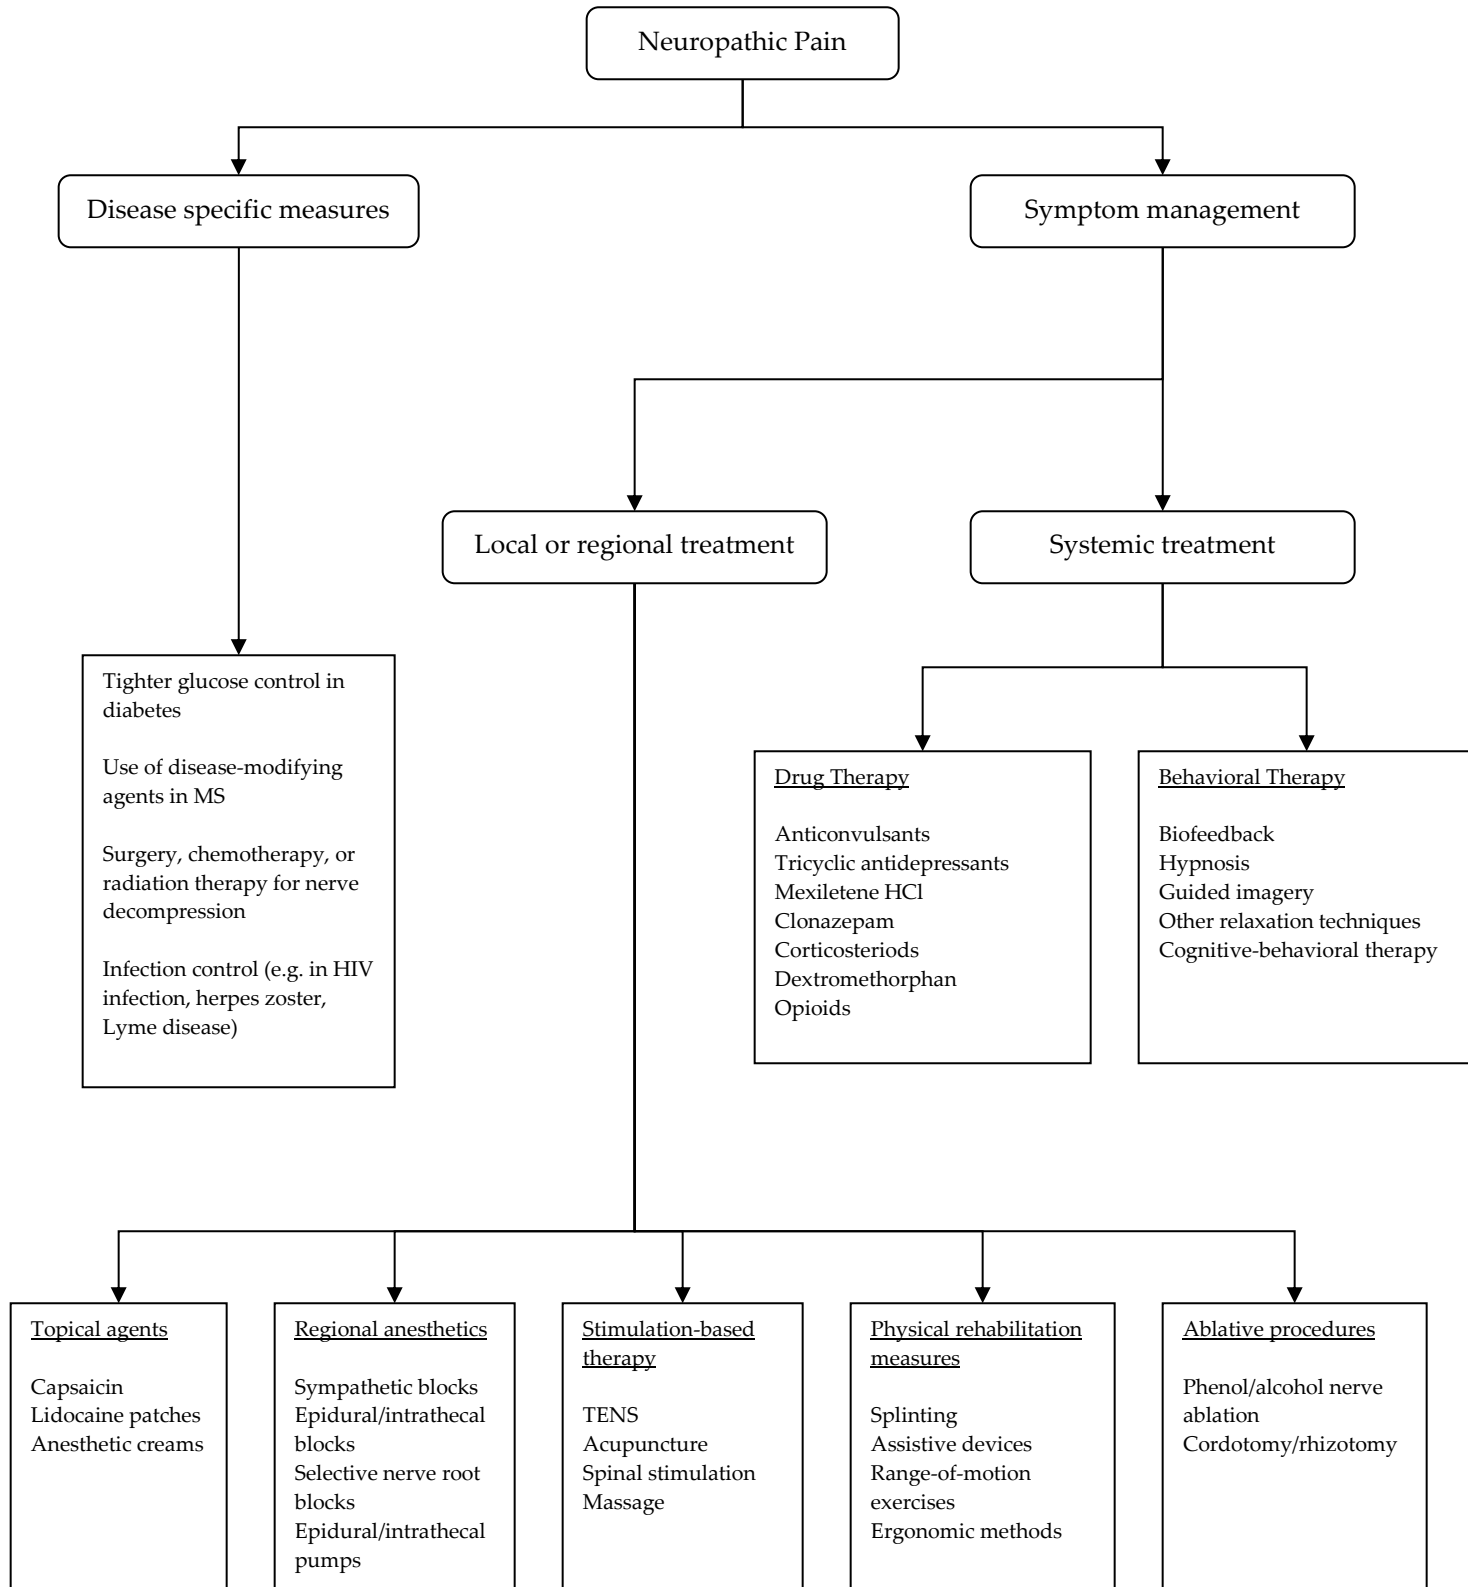 Neuropathic Pain
Disease specific measures
Symptom management
Local or regional treatment
Systemic treatment
Tighter glucose control in
diabetes
Use of disease-modifying
agents in MS
Surgery, chemotherapy, or
radiation therapy for nerve
decompression
Infection control (e.g. in HIV
infection, herpes zoster,
Lyme disease)
Drug Therapy
Anticonvulsants
Tricyclic antidepressants
Mexiletene HCl
Clonazepam
Corticosteriods
Dextromethorphan
Opioids
Behavioral Therapy
Biofeedback
Hypnosis
Guided imagery
Other relaxation techniques
Cognitive-behavioral therapy
Topical agents
Capsaicin
Lidocaine patches
Anesthetic creams
Regional anesthetics
Sympathetic blocks
Epidural/intrathecal
blocks
Selective nerve root
blocks
Epidural/intrathecal
pumps
Stimulation-based
therapy
TENS
Acupuncture
Spinal stimulation
Massage
Physical rehabilitation
measures
Splinting
Assistive devices
Range-of-motion
exercises
Ergonomic methods
Ablative procedures
Phenol/alcohol nerve
ablation
Cordotomy/rhizotomy